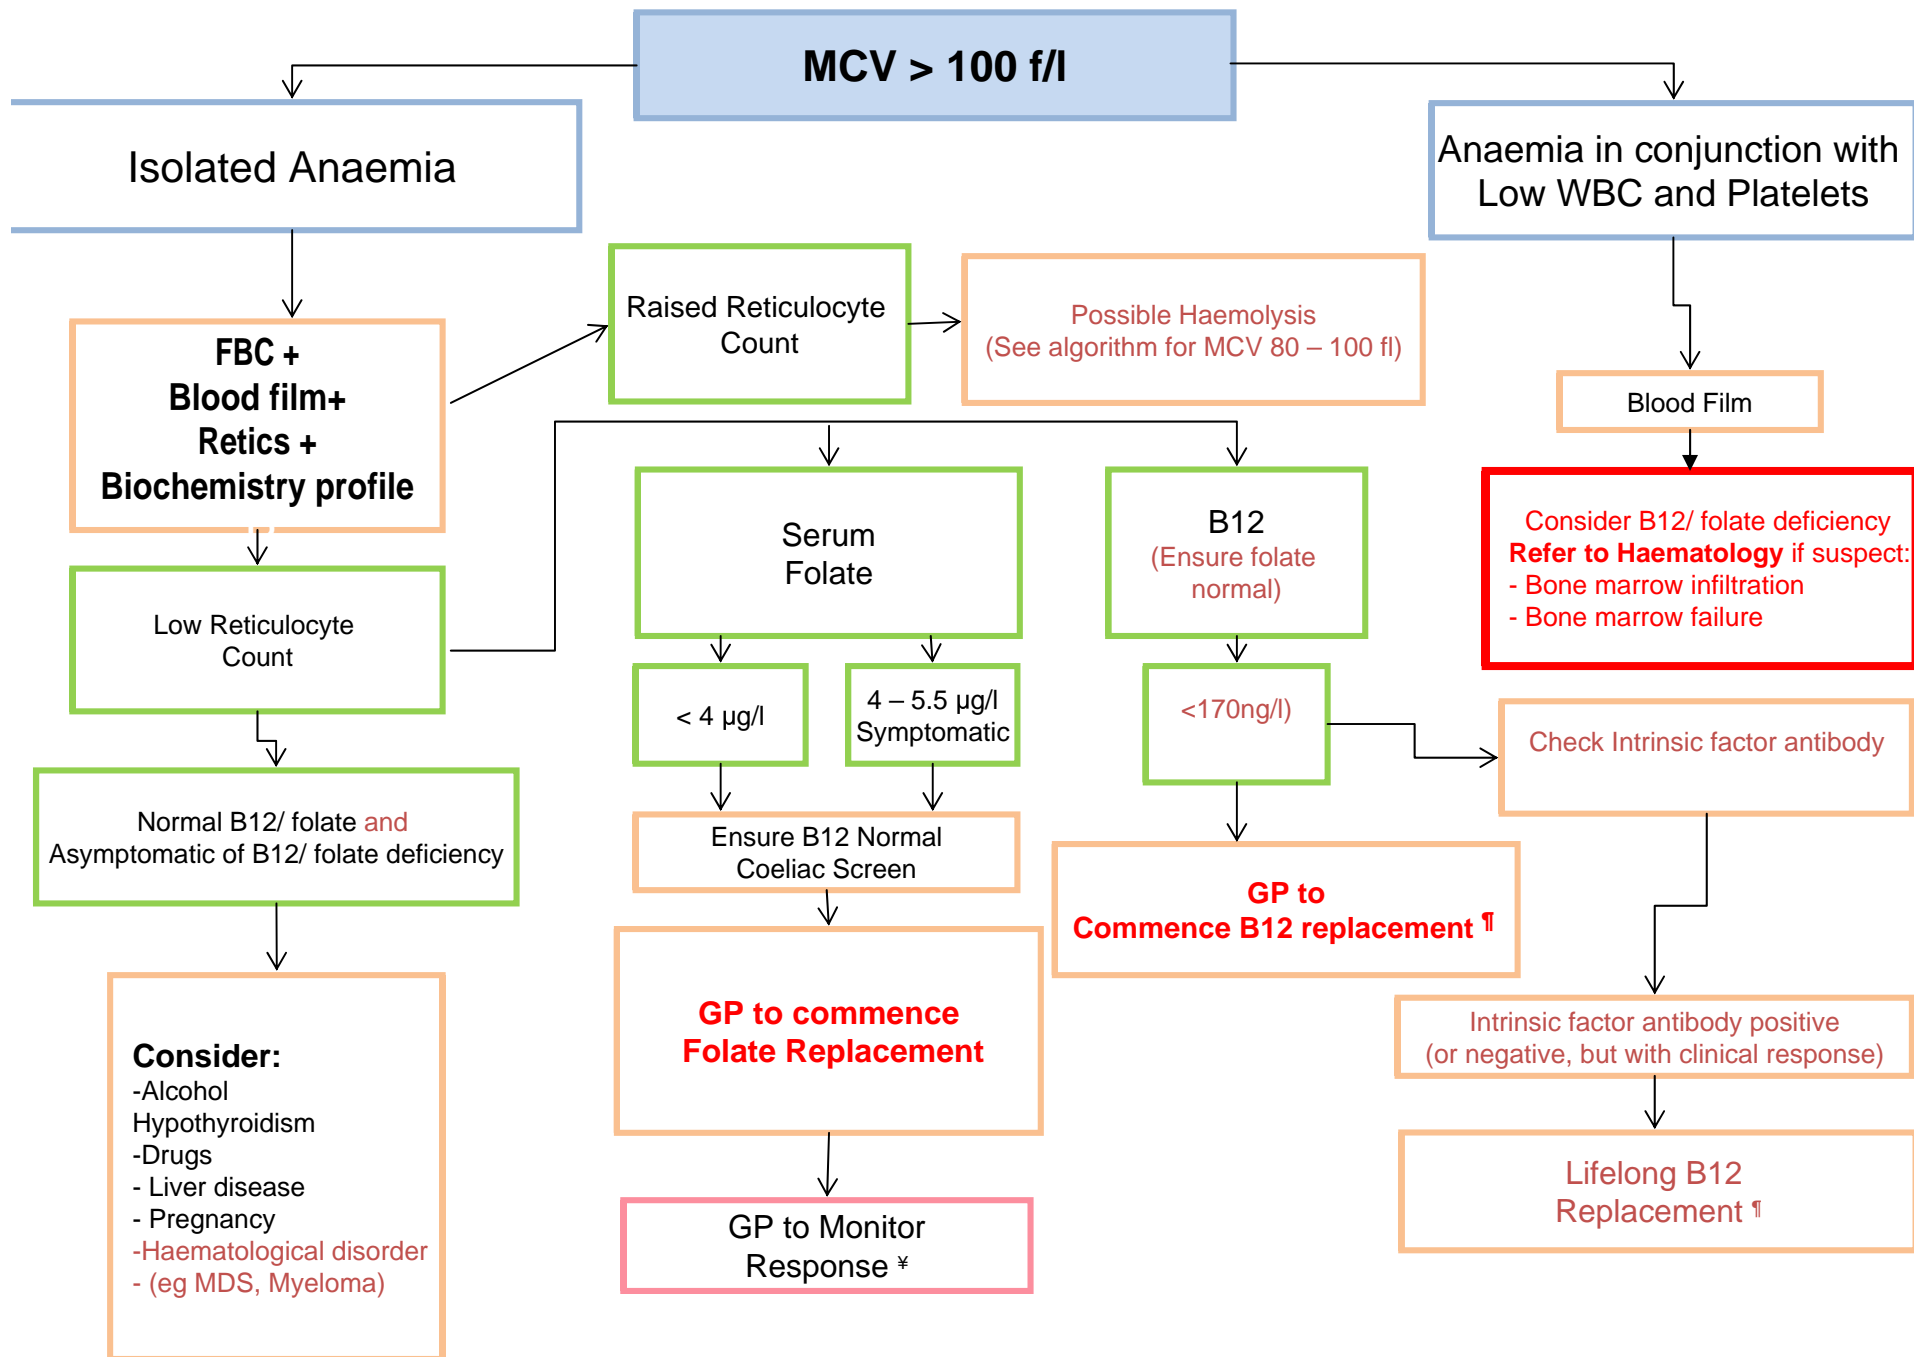 MCV > 100 f/l
Isolated Anaemia
Anaemia in conjunction with
Low WBC and Platelets
FBC +
Blood film+
Retics +
Biochemistry profile
Raised Reticulocyte
Count
Possible Haemolysis
(See algorithm for MCV 80 – 100 fl)
Blood Film
Consider B12/ folate deficiency
Refer to Haematology if suspect:
- Bone marrow infiltration
- Bone marrow failure
Low Reticulocyte
Count
Serum
Folate
B12
(Ensure folate
normal)
< 4 µg/l
4 – 5.5 µg/l
Symptomatic
<170ng/l)
Check Intrinsic factor antibody
Normal B12/ folate and
Asymptomatic of B12/ folate deficiency
Ensure B12 Normal
Coeliac Screen
GP to
Commence B12 replacement ¶
GP to commence
Folate Replacement
Intrinsic factor antibody positive
(or negative, but with clinical response)
Consider:
-Alcohol
Hypothyroidism
-Drugs
- Liver disease
- Pregnancy
-Haematological disorder
- (eg MDS, Myeloma)
GP to Monitor
Response ¥
Lifelong B12
Replacement ¶